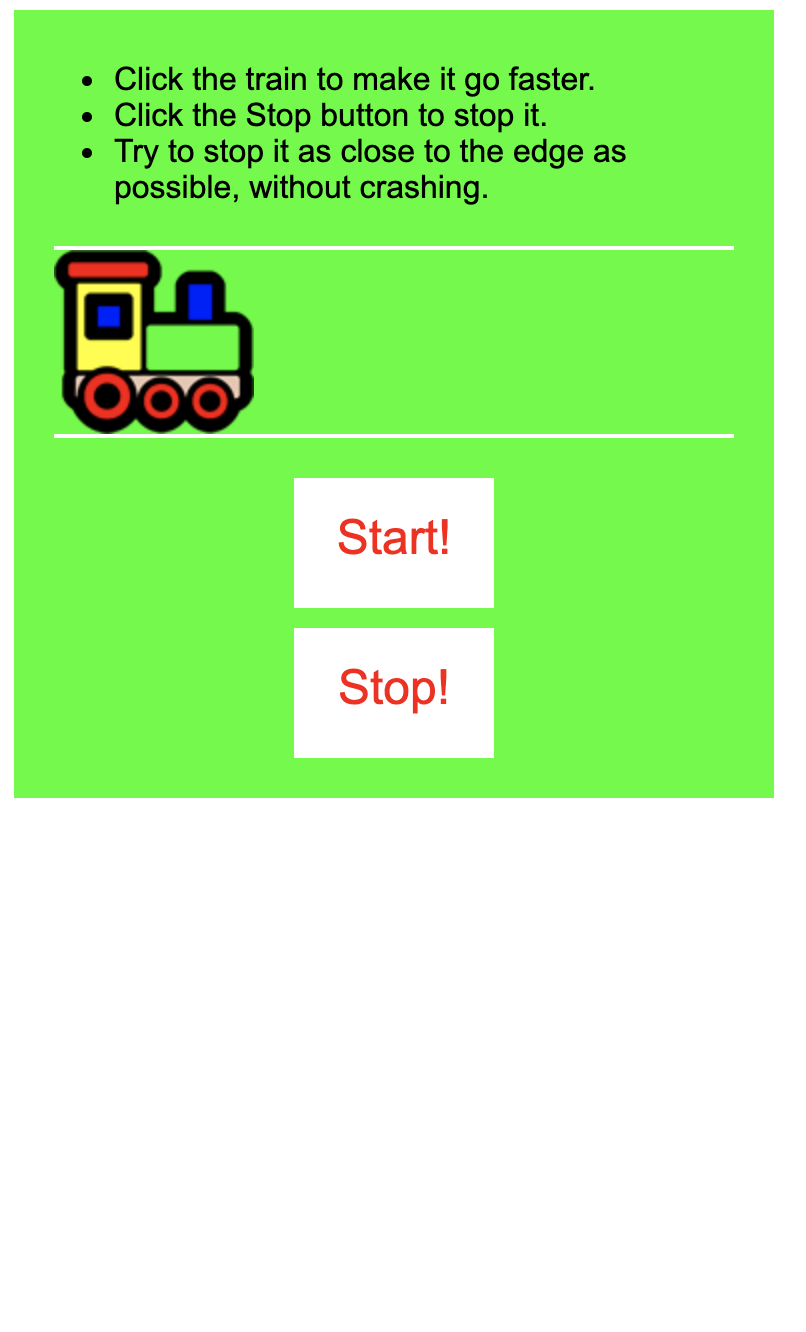 Click the train to make it go faster.
Click the Stop button to stop it.
Try to stop it as close to the edge as
possible, without crashing.
Start!
Stop!